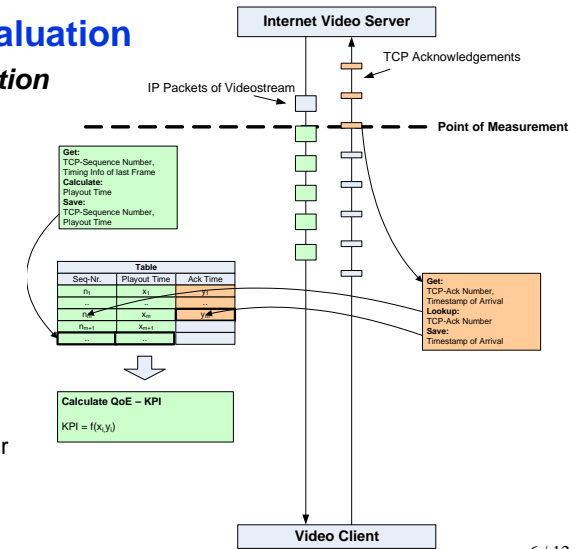 aluation
tion
Internet Video Server
TCP Acknowledgements
IP Packets of Videostream
Point of Measurement
Get:
TCP-Sequence Number,
Timing Info of last Frame
Calculate:
Playout Time
Save:
TCP-Sequence Number,
Playout Time
Table
Seq-Nr. Playout Time Ack Time
n1 x1 y1
.. ..
nm xm ym
nm+1 xm+1
.. ..
Get:
TCP-Ack Number,
Timestamp of Arrival
Lookup:
TCP-Ack Number
Save:
Timestamp of Arrival
Calculate QoE – KPI
KPI = f(xi,yi)
r
Video Client